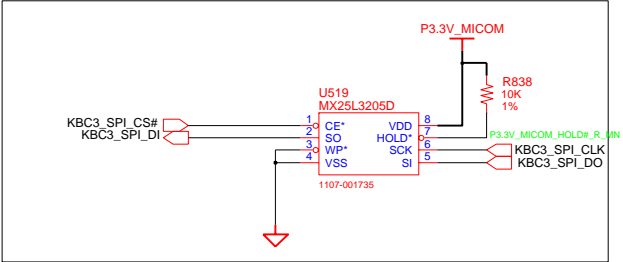 P3.3V_MICOM
R838
10K
1%
U519
MX25L3205D
KBC3_SPI_CS# 1 CE* VDD 8
KBC3_SPI_DI 2 SO HOLD* 7 P3.3V_MICOM_HOLD#_R_MN
3 WP* SCK 6 KBC3_SPI_CLK
4 VSS SI 5 KBC3_SPI_DO
1107-001735